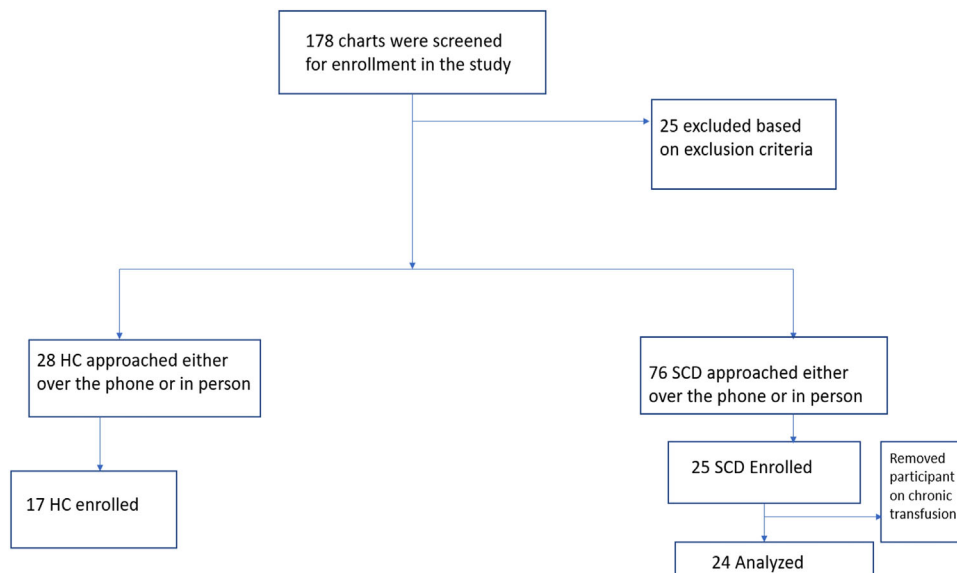 178 charts were screened
for enrollment in the study
25 excluded based
on exclusion criteria
28 HC approached either
over the phone or in person
76 SCD approached either
over the phone or in person
17 HC enrolled
25 SCD Enrolled
Removed
participant
on chronic
transfusion
24 Analyzed